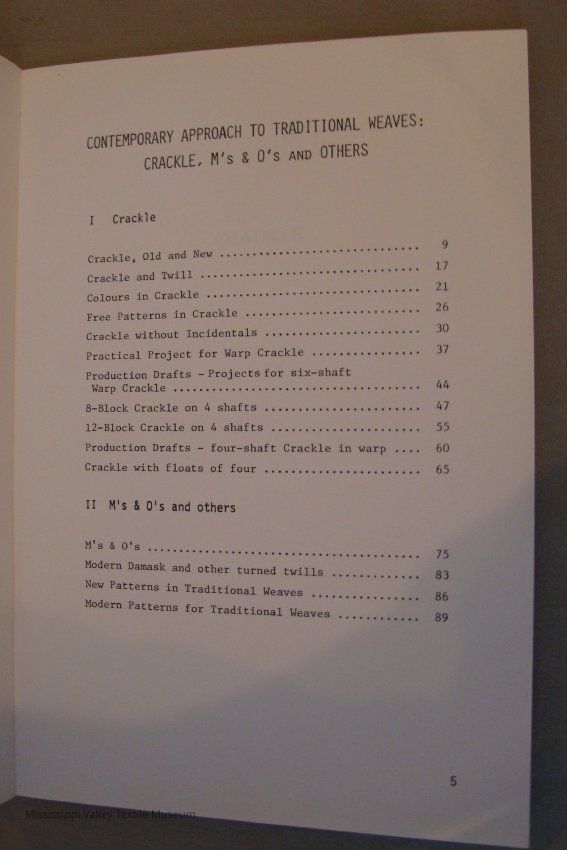 CONTEMPORARY APPROACH TO TRADITIONAL WEAVES:
CRACKLE, M's & O's AND OTHERS
I Crackle
Crackle, Old and New .............................. 9
Crackle and Twill ................................. 17
Colours in Crackle ................................ 21
Free Patterns in Crackle .......................... 26
Crackle without Incidentals ....................... 30
Practical Project for Warp Crackle ................ 37
Production Drafts - Projects for six-shaft
Warp Crackle ..................................... 44
8-Block Crackle on 4 shafts ....................... 47
12-Block Crackle on 4 shafts ...................... 55
Production Drafts - four-shaft Crackle in warp .... 60
Crackle with floats of four ....................... 65
II M's & O's and others
M's & O's ......................................... 75
Modern Damask and other turned twills ............. 83
New Patterns in Traditional Weaves ................ 86
Modern Patterns for Traditional Weaves ............ 89
5
Mississippi Valley Textile Museum